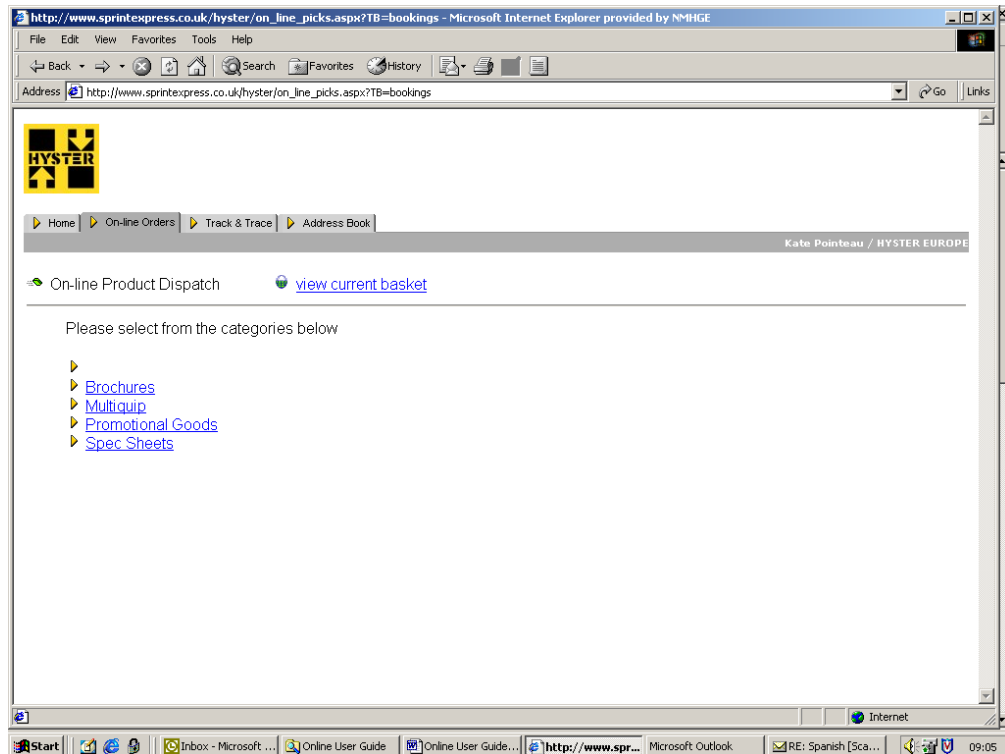 http://www.sprintexpress.co.uk/hyster/on_line_picks.aspx?TB=bookings - Microsoft Internet Explorer provided by NMHGE
File Edit View Favorites Tools Help
Back Search Favorites History
Address http://www.sprintexpress.co.uk/hyster/on_line_picks.aspx?TB=bookings Go Links
HYSTER
Home On-line Orders Track & Trace Address Book
Kate Pointeau / HYSTER EUROPE
On-line Product Dispatch view current basket
Please select from the categories below
Brochures
Multiquip
Promotional Goods
Spec Sheets
Internet
Start Inbox - Microsoft ... Online User Guide Online User Guide... http://www.spr... Microsoft Outlook RE: Spanish [Sca... 09:05